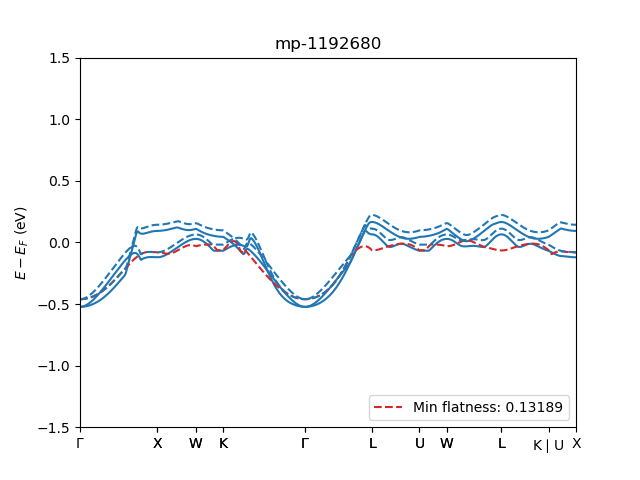 mp-1192680
1.5
1.0
0.5
0.0
−0.5
−1.0
−1.5
E − E_F (eV)
Min flatness: 0.13189
Γ X W K Γ L U W L K | U X